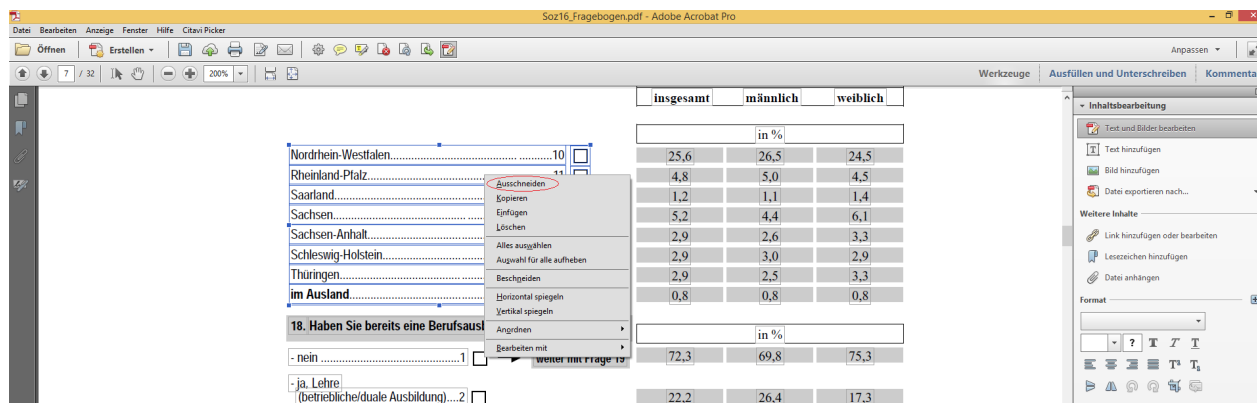 Soz16_Fragebogen.pdf - Adobe Acrobat Pro
Datei Bearbeiten Anzeige Fenster Hilfe Citavi Picker
Öffnen Erstellen Anpassen
7 / 32 200% Werkzeuge Ausfüllen und Unterschreiben Kommenta
insgesamt männlich weiblich
Inhaltsbearbeitung
Text und Bilder bearbeiten
Text hinzufügen
Bild hinzufügen
Datei exportieren nach...
Weitere Inhalte
Link hinzufügen oder bearbeiten
Lesezeichen hinzufügen
Datei anhängen
Format
? T T T
T T
in %
Nordrhein-Westfalen.......................................... ...........10 25,6 26,5 24,5
Rheinland-Pfalz...................................... 11 4,8 5,0 4,5
Saarland............................................... 1,2 1,1 1,4
Sachsen............................................... 5,2 4,4 6,1
Sachsen-Anhalt..................................... 2,9 2,6 3,3
Schleswig-Holstein................................ 2,9 3,0 2,9
Thüringen............................................. 2,9 2,5 3,3
im Ausland........................................... 0,8 0,8 0,8
Ausschneiden
Kopieren
Einfügen
Löschen
Alles auswählen
Auswahl für alle aufheben
Beschneiden
Horizontal spiegeln
Vertikal spiegeln
Anordnen
Bearbeiten mit
18. Haben Sie bereits eine Berufsaus
in %
- nein ................................................1 weiter mit Frage 19 72,3 69,8 75,3
- ja, Lehre
(betriebliche/duale Ausbildung)....2 22,2 26,4 17,3